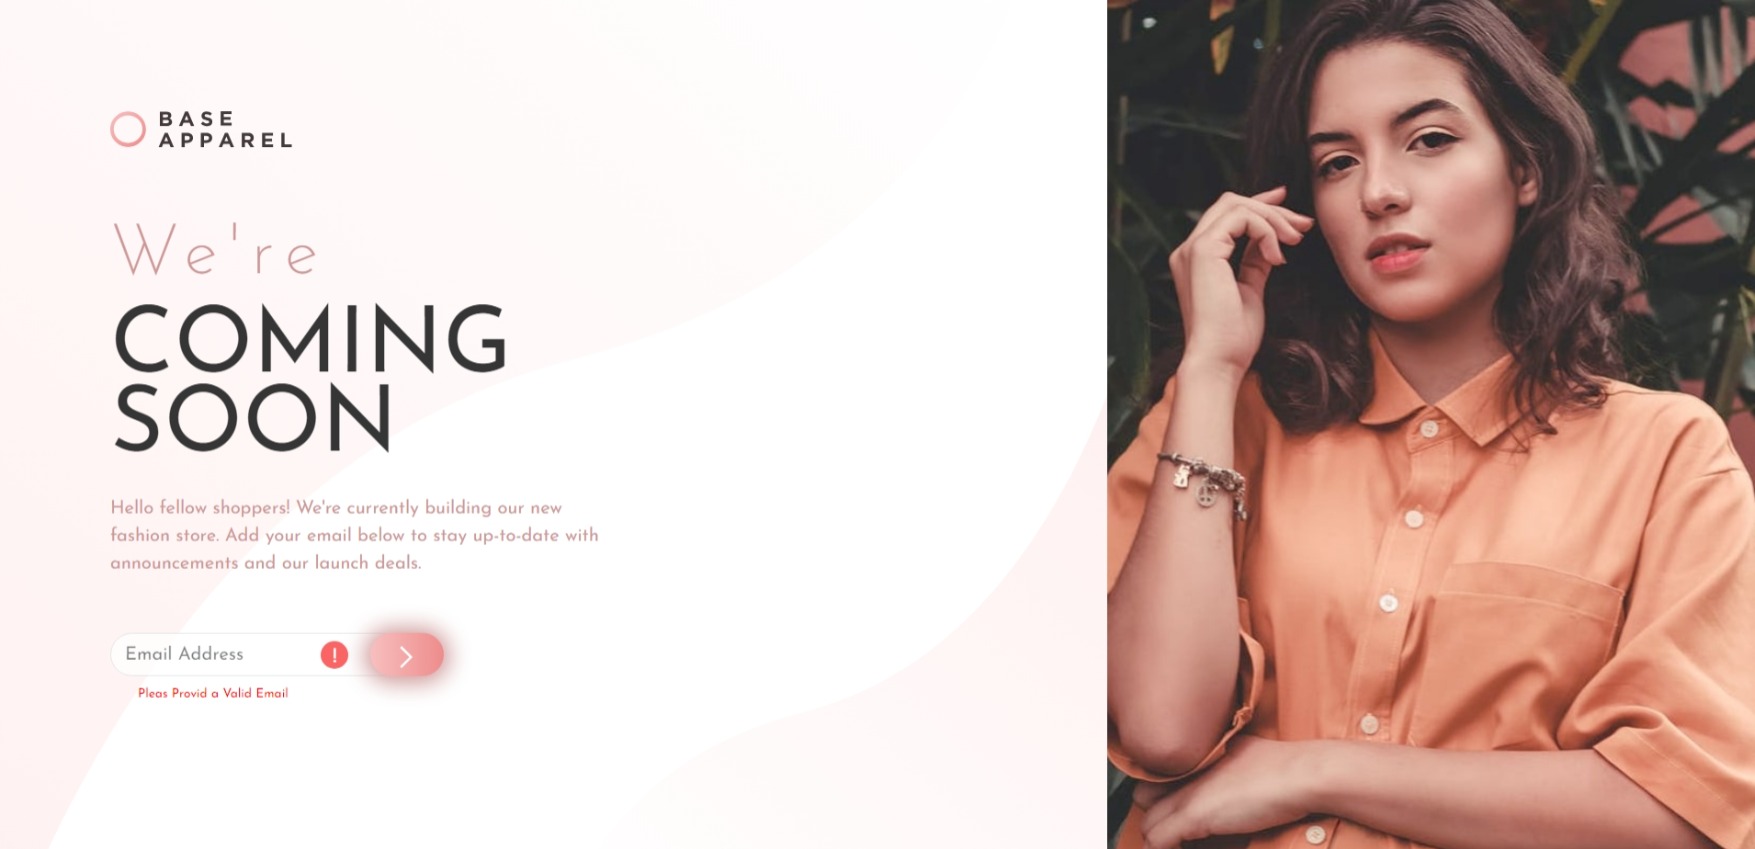 BASE
APPAREL
We're
COMING
SOON
Hello fellow shoppers! We're currently building our new
fashion store. Add your email below to stay up-to-date with
announcements and our launch deals.
Email Address
!
Pleas Provid a Valid Email